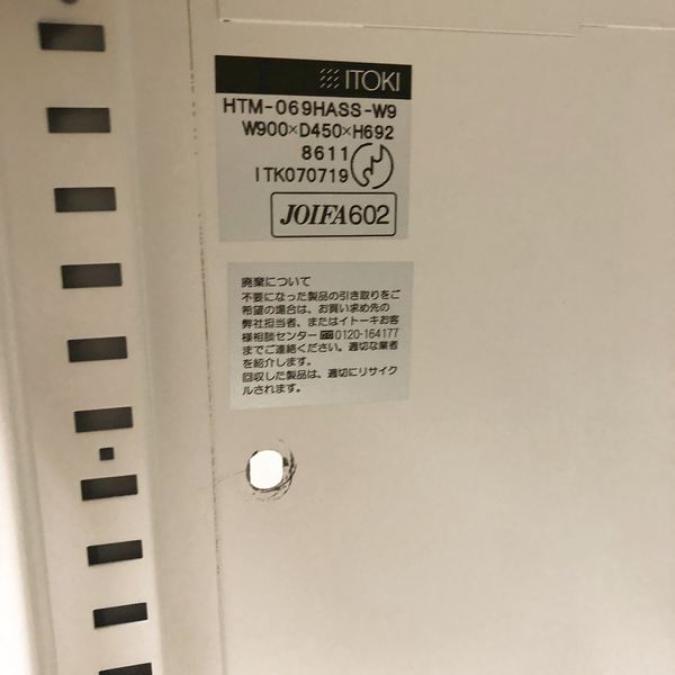 ITOKI
HTM-069HASS-W9
W900×D450×H692
8611
ITK070719
JOIFA602
廃棄について
不要になった製品の引き取りをご
希望の場合は、お買い求め先の
弊社担当者、またはイトーキお客
様相談センター 0120-164177
までご連絡ください。適切な業者
を紹介します。
回収した製品は、適切にリサイク
ルされます。